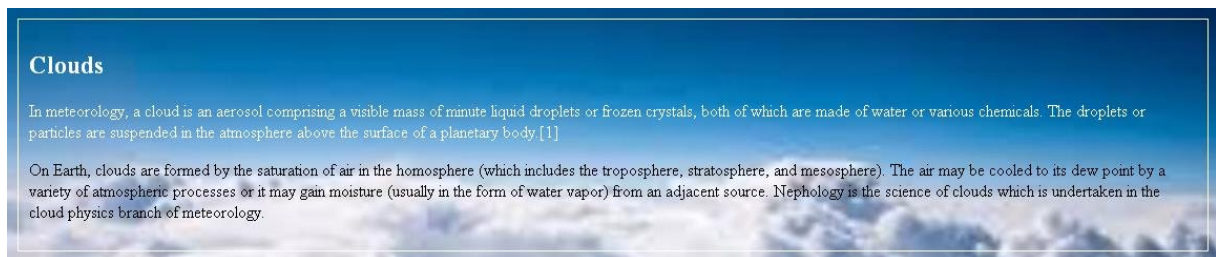 Clouds
In meteorology, a cloud is an aerosol comprising a visible mass of minute liquid droplets or frozen crystals, both of which are made of water or various chemicals. The droplets or
particles are suspended in the atmosphere above the surface of a planetary body.[1]
On Earth, clouds are formed by the saturation of air in the homosphere (which includes the troposphere, stratosphere, and mesosphere). The air may be cooled to its dew point by a
variety of atmospheric processes or it may gain moisture (usually in the form of water vapor) from an adjacent source. Nephology is the science of clouds which is undertaken in the
cloud physics branch of meteorology.